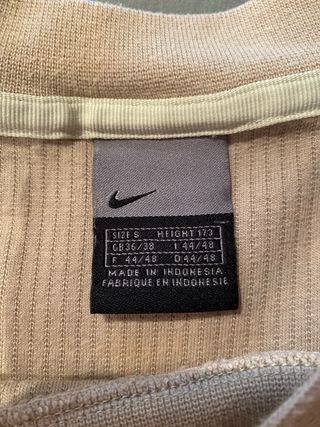 SIZE S HEIGHT 173
GB 36/38 I 44/48
F 44/48 D 44/48
MADE IN INDONESIA
FABRIQUE EN INDONESIE